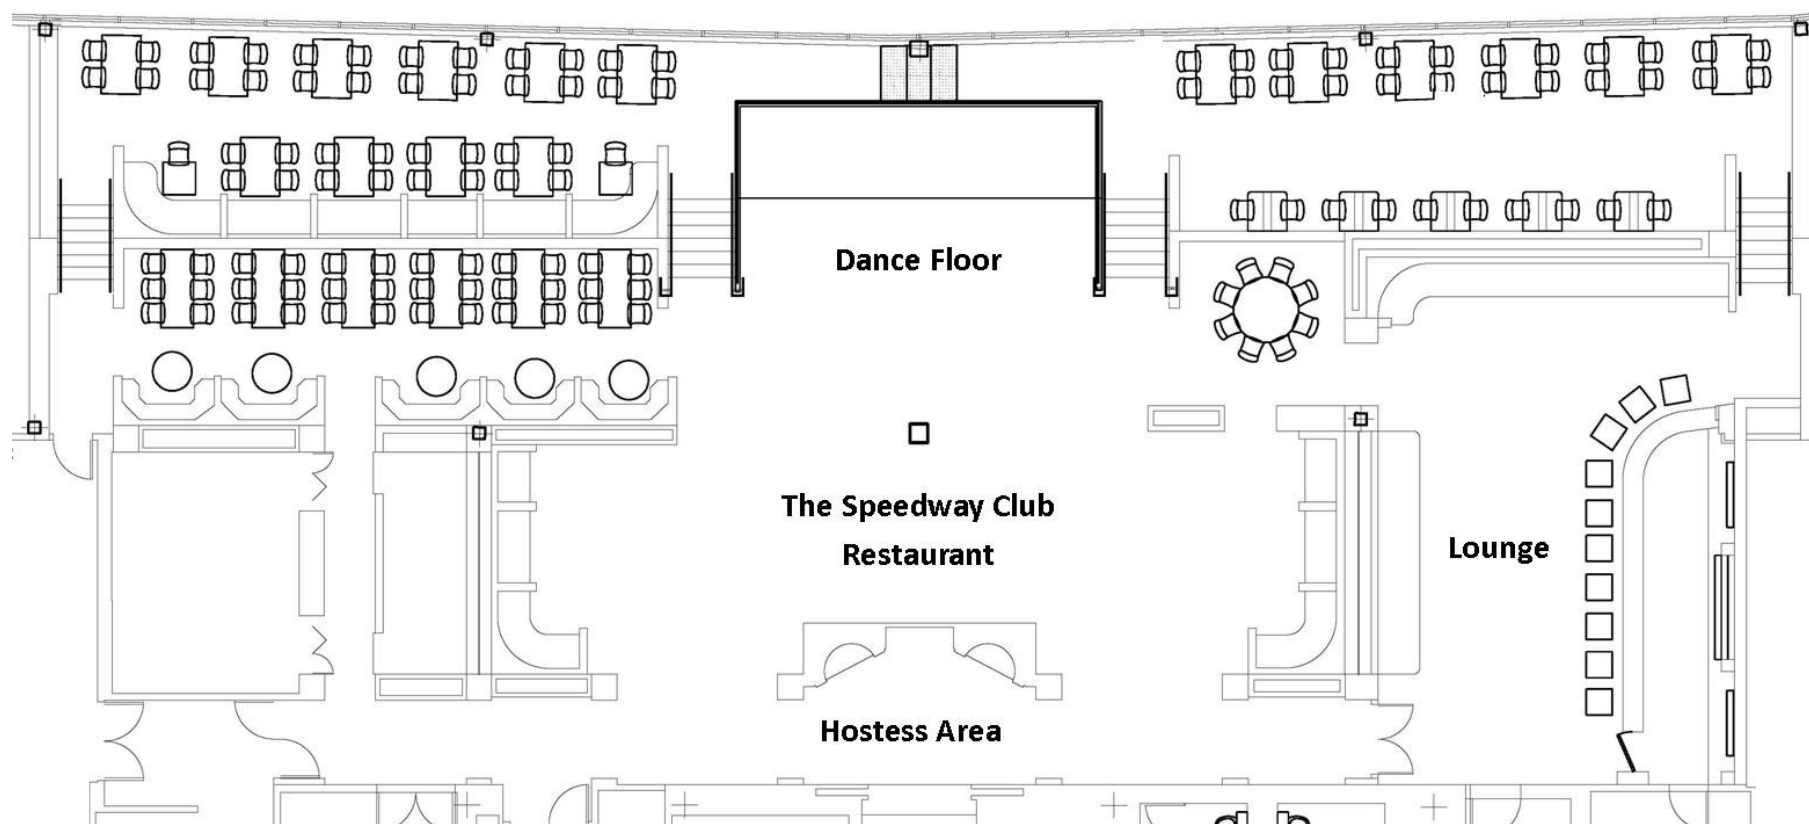 Dance Floor
The Speedway Club
Restaurant
Lounge
Hostess Area